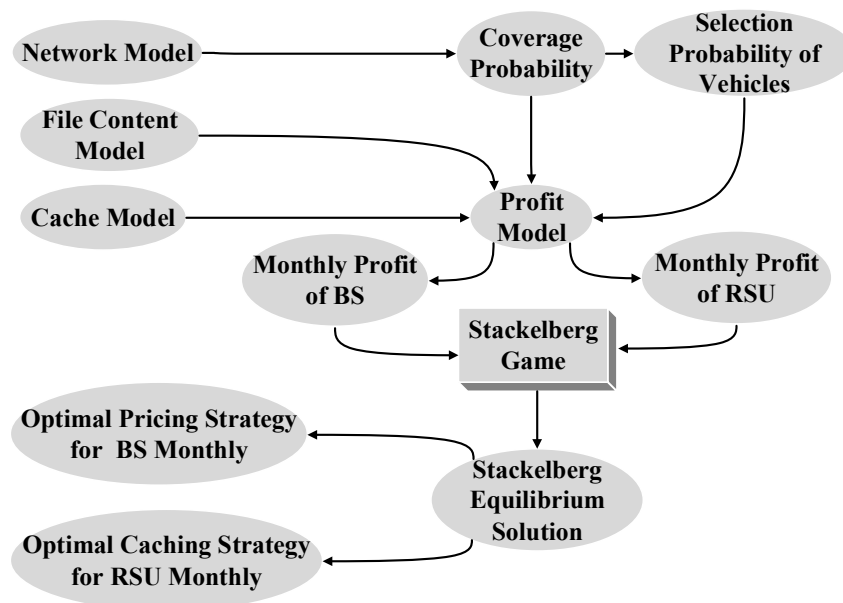 Network Model
Coverage
Probability
Selection
Probability of
Vehicles
File Content
Model
Cache Model
Profit
Model
Monthly Profit
of BS
Monthly Profit
of RSU
Stackelberg
Game
Optimal Pricing Strategy
for BS Monthly
Stackelberg
Equilibrium
Solution
Optimal Caching Strategy
for RSU Monthly